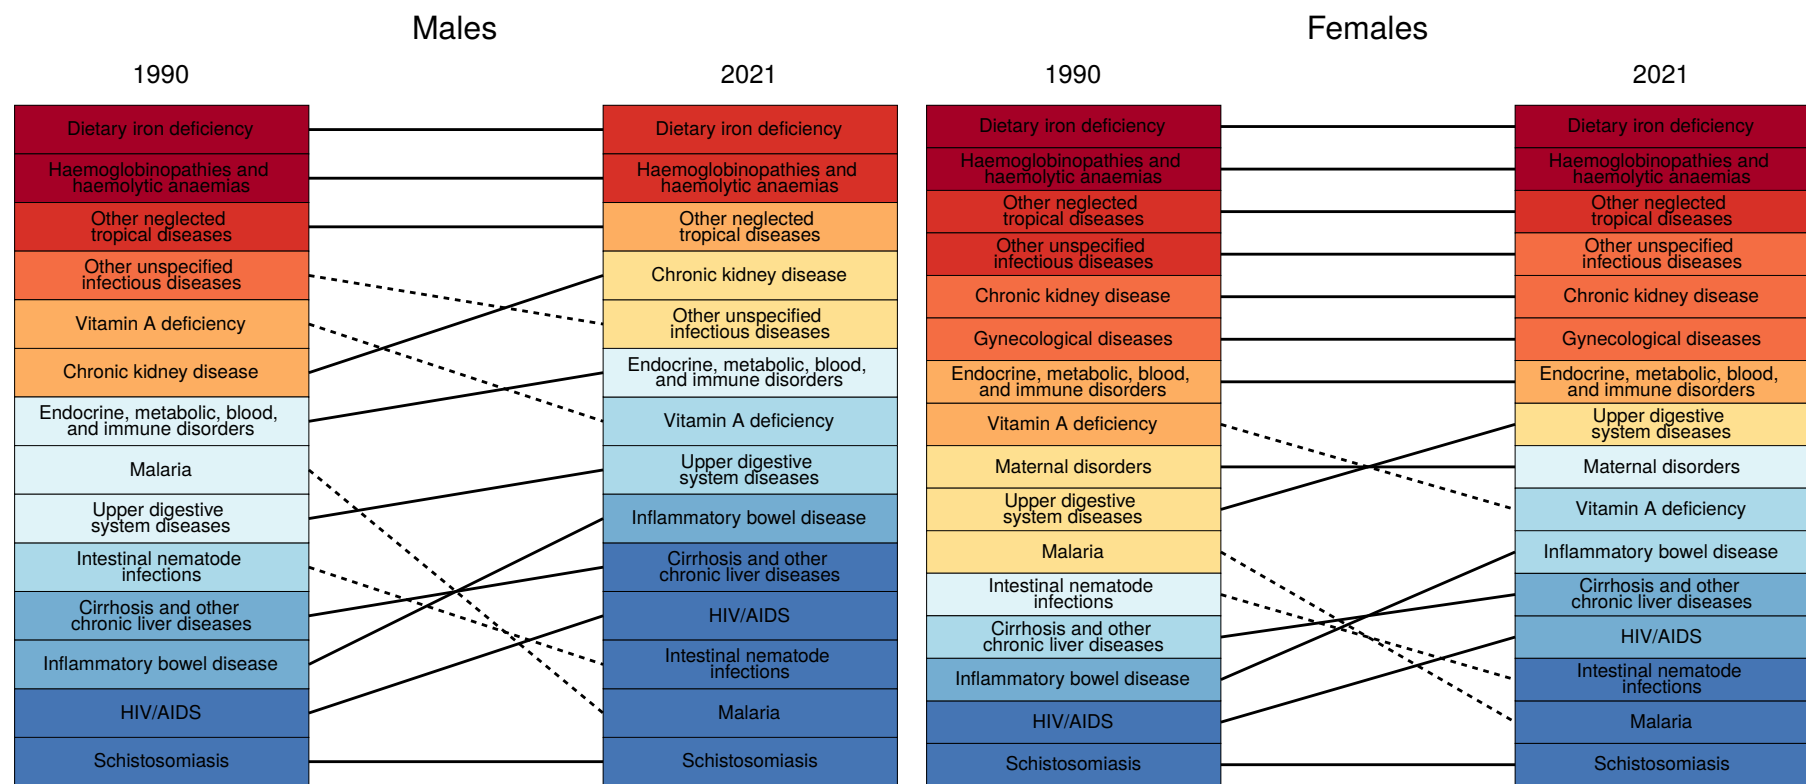 Males
1990
2021
Dietary iron deficiency
Haemoglobinopathies and
haemolytic anaemias
Other neglected
tropical diseases
Other unspecified
infectious diseases
Vitamin A deficiency
Chronic kidney disease
Endocrine, metabolic, blood,
and immune disorders
Malaria
Upper digestive
system diseases
Intestinal nematode
infections
Cirrhosis and other
chronic liver diseases
Inflammatory bowel disease
HIV/AIDS
Schistosomiasis
Dietary iron deficiency
Haemoglobinopathies and
haemolytic anaemias
Other neglected
tropical diseases
Chronic kidney disease
Other unspecified
infectious diseases
Endocrine, metabolic, blood,
and immune disorders
Vitamin A deficiency
Upper digestive
system diseases
Inflammatory bowel disease
Cirrhosis and other
chronic liver diseases
HIV/AIDS
Intestinal nematode
infections
Malaria
Schistosomiasis
Females
1990
2021
Dietary iron deficiency
Haemoglobinopathies and
haemolytic anaemias
Other neglected
tropical diseases
Other unspecified
infectious diseases
Chronic kidney disease
Gynecological diseases
Endocrine, metabolic, blood,
and immune disorders
Vitamin A deficiency
Maternal disorders
Upper digestive
system diseases
Malaria
Intestinal nematode
infections
Cirrhosis and other
chronic liver diseases
Inflammatory bowel disease
HIV/AIDS
Schistosomiasis
Dietary iron deficiency
Haemoglobinopathies and
haemolytic anaemias
Other neglected
tropical diseases
Other unspecified
infectious diseases
Chronic kidney disease
Gynecological diseases
Endocrine, metabolic, blood,
and immune disorders
Upper digestive
system diseases
Maternal disorders
Vitamin A deficiency
Inflammatory bowel disease
Cirrhosis and other
chronic liver diseases
HIV/AIDS
Intestinal nematode
infections
Malaria
Schistosomiasis